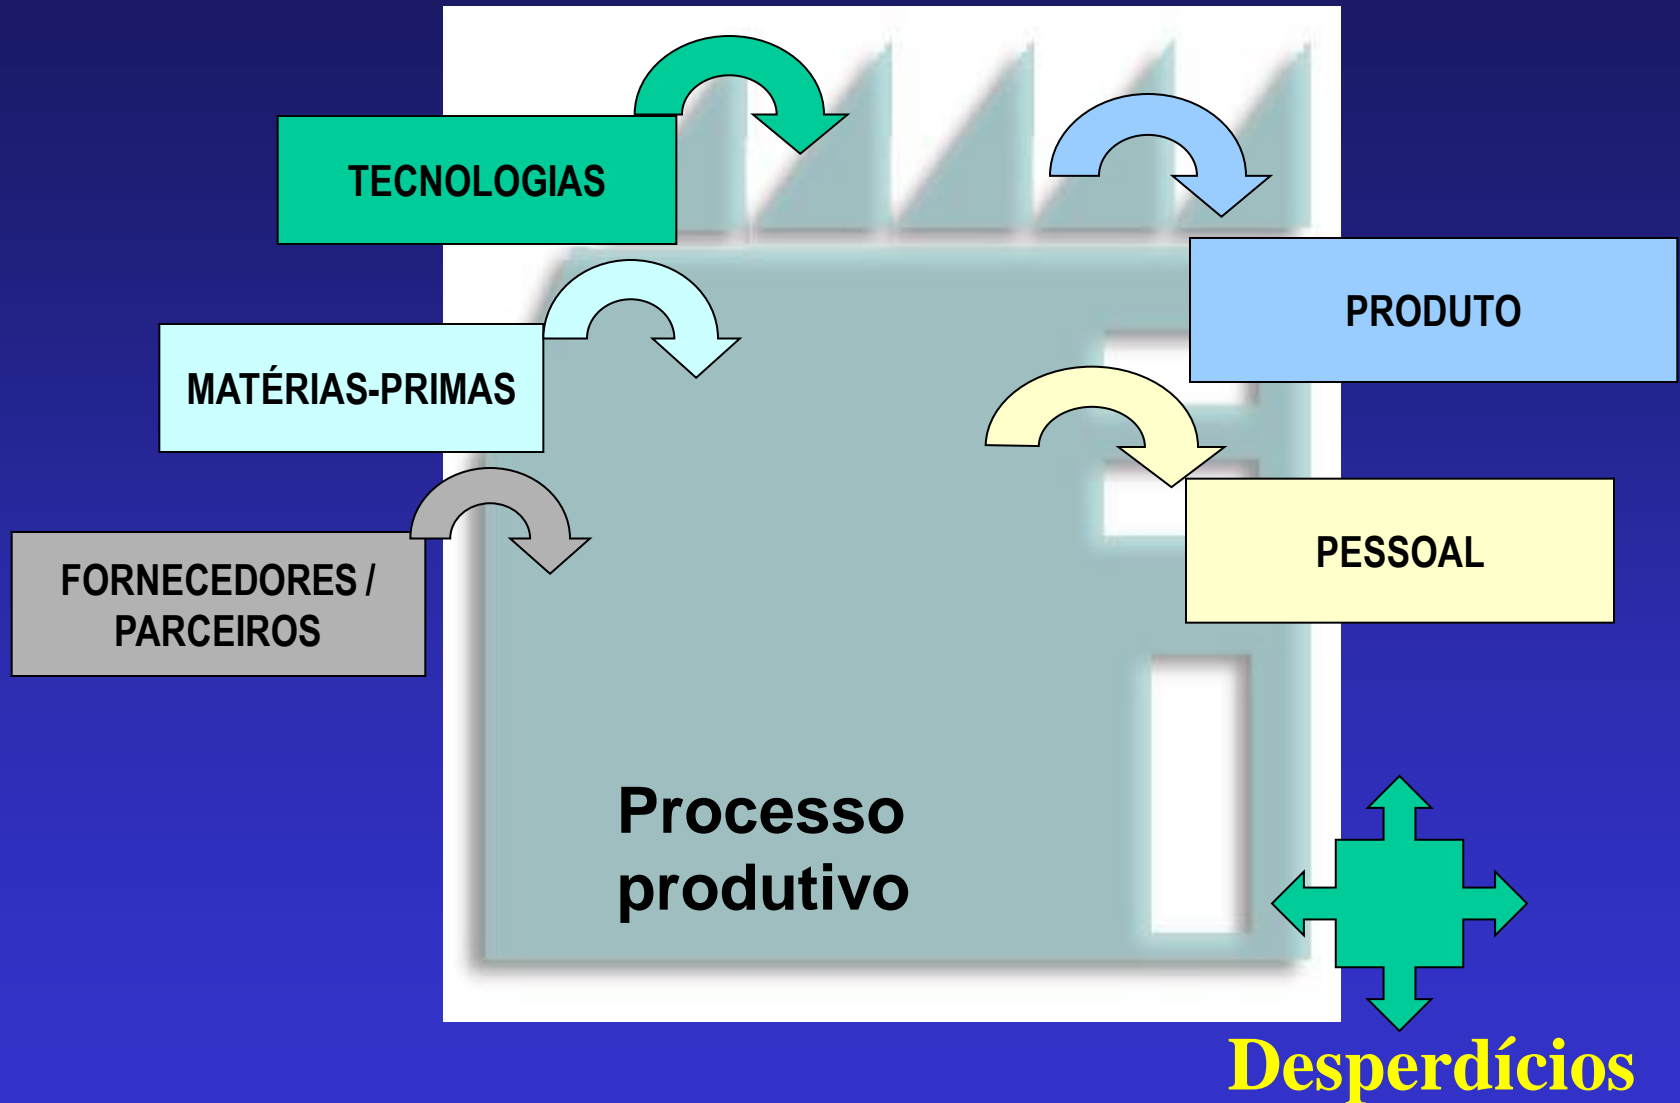 TECNOLOGIAS
PRODUTO
MATÉRIAS-PRIMAS
PESSOAL
FORNECEDORES /
PARCEIROS
Processo
produtivo
Desperdícios